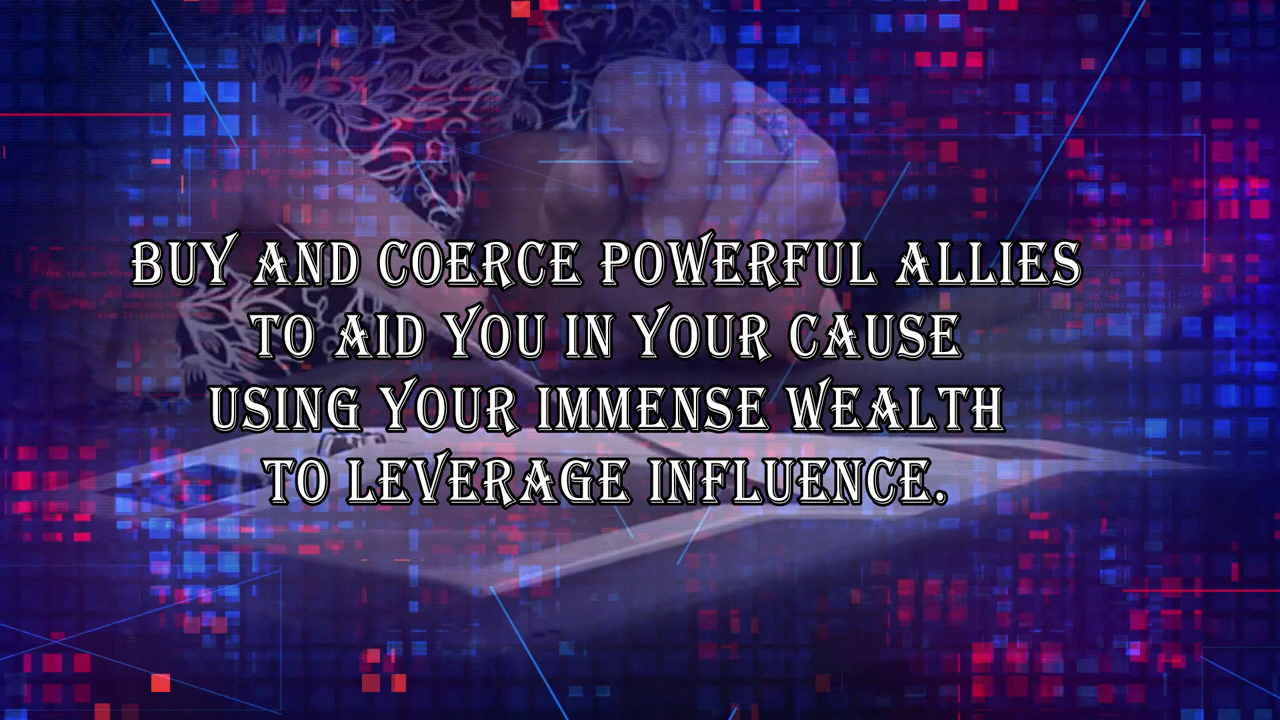 BUY AND COERCE POWERFUL ALLIES
TO AID YOU IN YOUR CAUSE
USING YOUR IMMENSE WEALTH
TO LEVERAGE INFLUENCE.